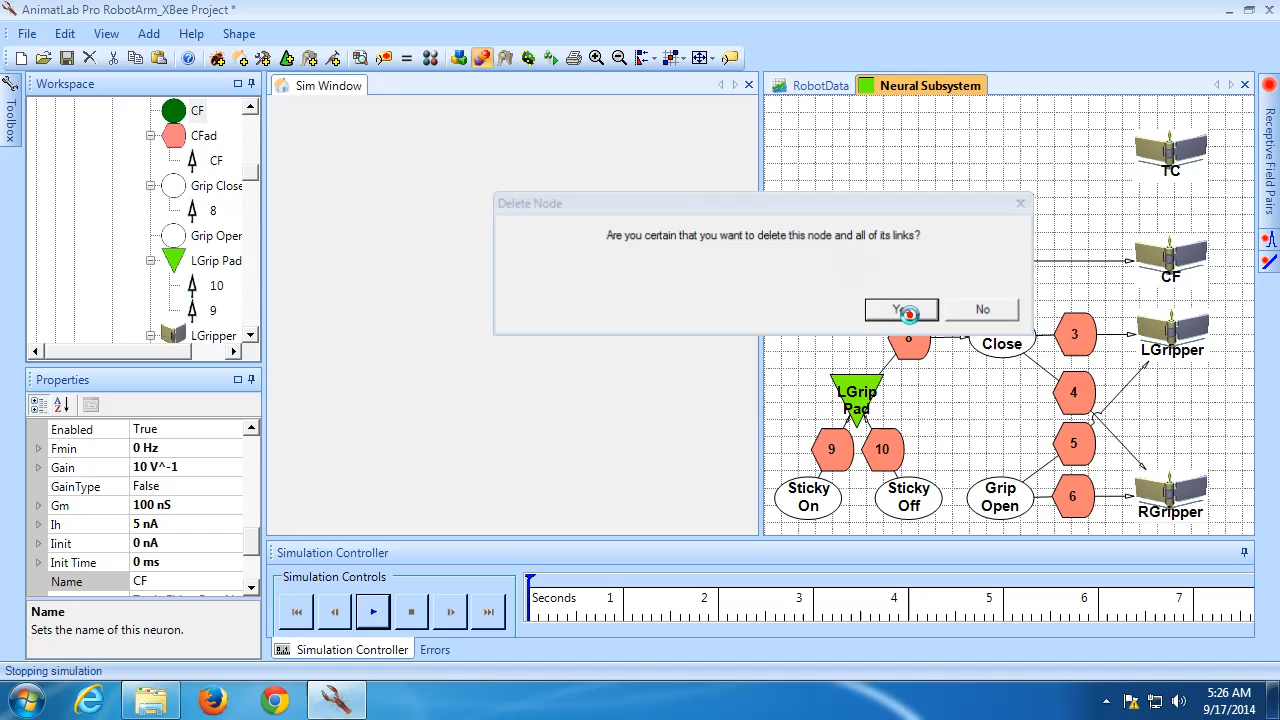 AnimatLab Pro RobotArm_XBee Project *
File Edit View Add Help Shape
Toolbox
Workspace
CF
CFad
CF
Grip Close
8
Grip Oper
LGrip Pad
10
9
LGripper
Properties
Enabled True
Fmin 0 Hz
Gain 10 V^-1
GainType False
Gm 100 nS
Ih 5 nA
Iinit 0 nA
Init Time 0 ms
Name CF
Name
Sets the name of this neuron.
Sim Window
Delete Node
Are you certain that you want to delete this node and all of its links?
No
RobotData Neural Subsystem
TC
CF
8
Close
3
LGripper
LGrip
Pad
4
9
10
5
Sticky
On
Sticky
Off
Grip
Open
6
RGripper
Receptive Field Pairs
Simulation Controller
Simulation Controls
Seconds 1 2 3 4 5 6 7
Simulation Controller Errors
Stopping simulation
5:26 AM
9/17/2014